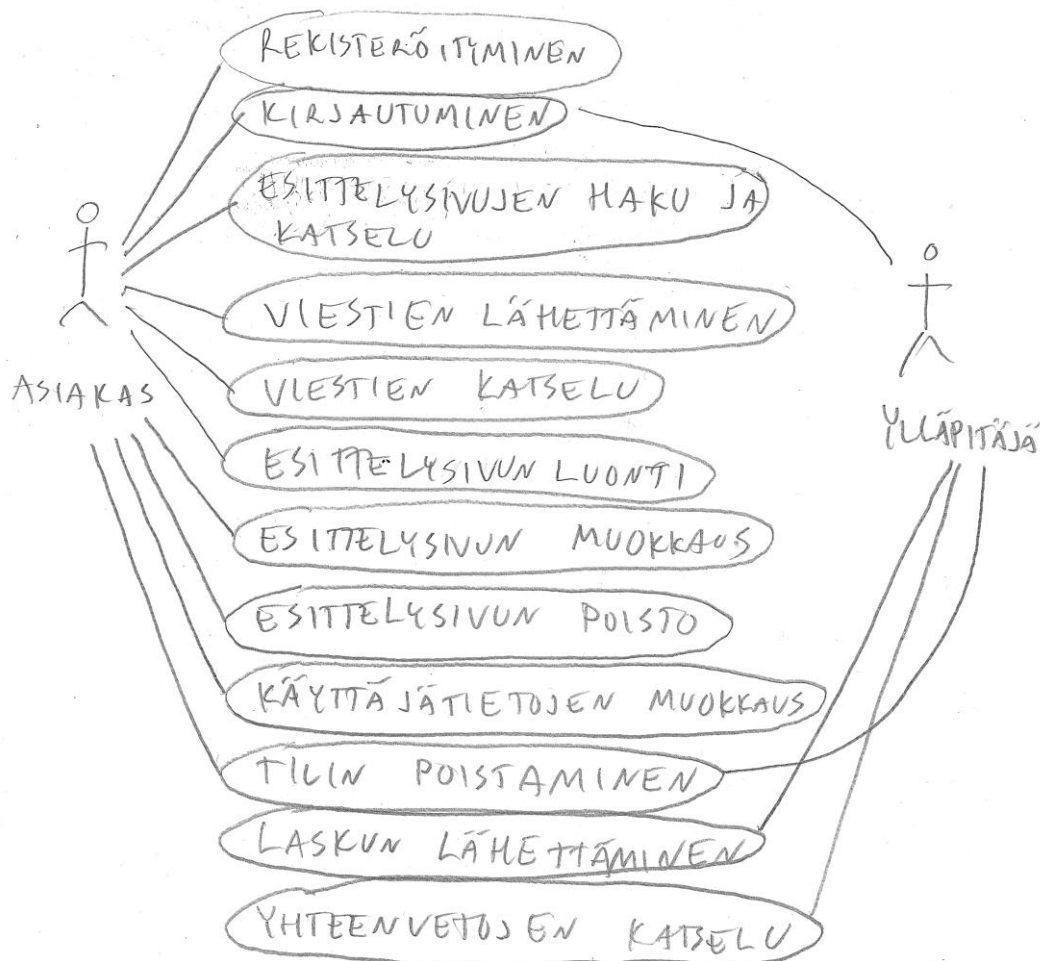 REKISTERÖITYMINEN
KIRJAUTUMINEN
ESITTELYSIVUJEN HAKU JA
KATSELU
VIESTIEN LÄHETTÄMINEN
ASIAKAS
VIESTIEN KATSELU
YLLÄPITÄJÄ
ESITTELYSIVUN LUONTI
ESITTELYSIVUN MUOKKAUS
ESITTELYSIVUN POISTO
KÄYTTÄJÄTIETOJEN MUOKKAUS
TILIN POISTAMINEN
LASKUN LÄHETTÄMINEN
YHTEENVETOJEN KATSELU